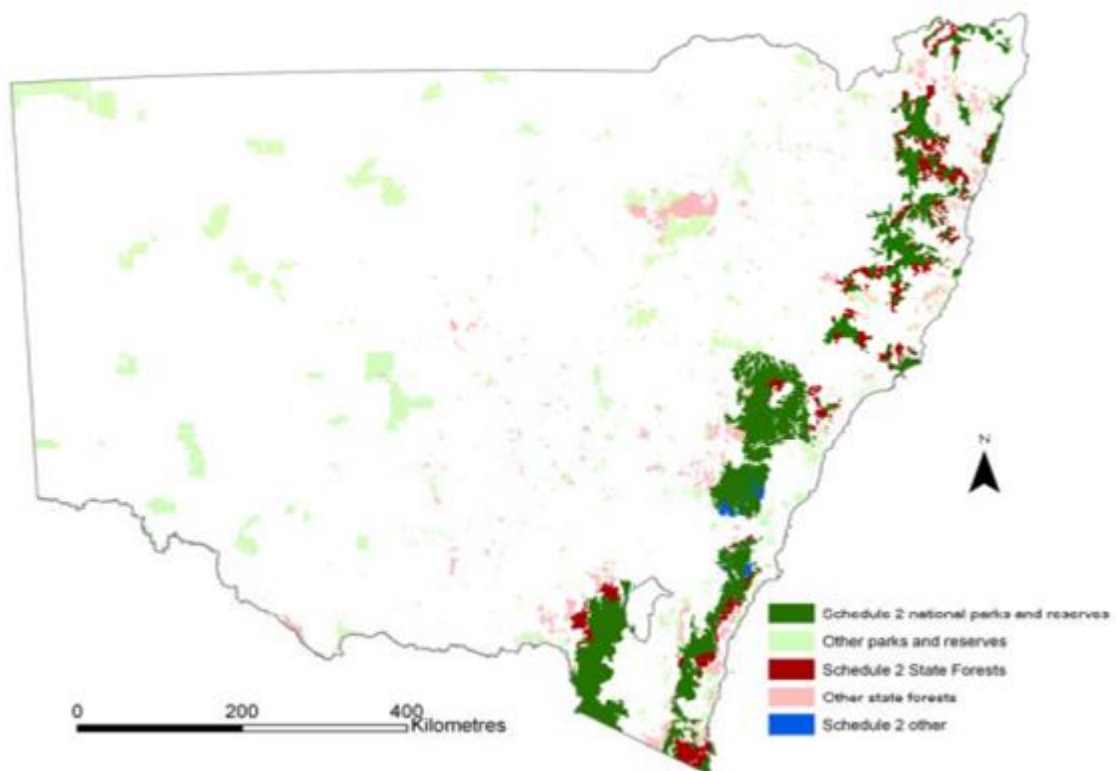 N
Schedule 2 national parks and reserves
Other parks and reserves
Schedule 2 State Forests
Other state forests
Schedule 2 other
0 200 400 Kilometres